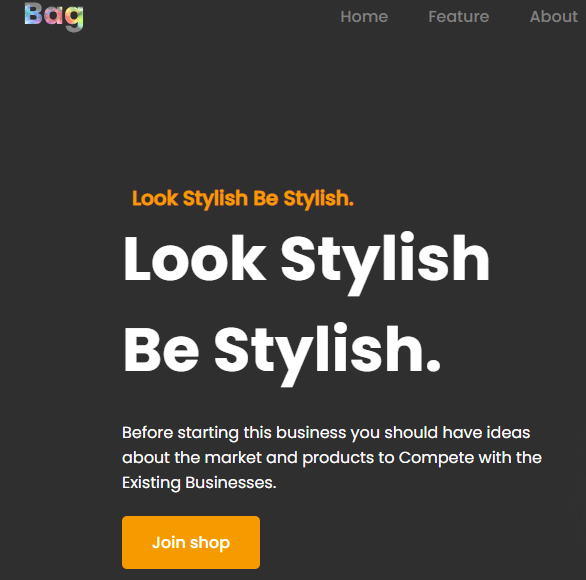 Bag
Home Feature About
Look Stylish Be Stylish.
Look Stylish
Be Stylish.
Before starting this business you should have ideas
about the market and products to Compete with the
Existing Businesses.
Join shop